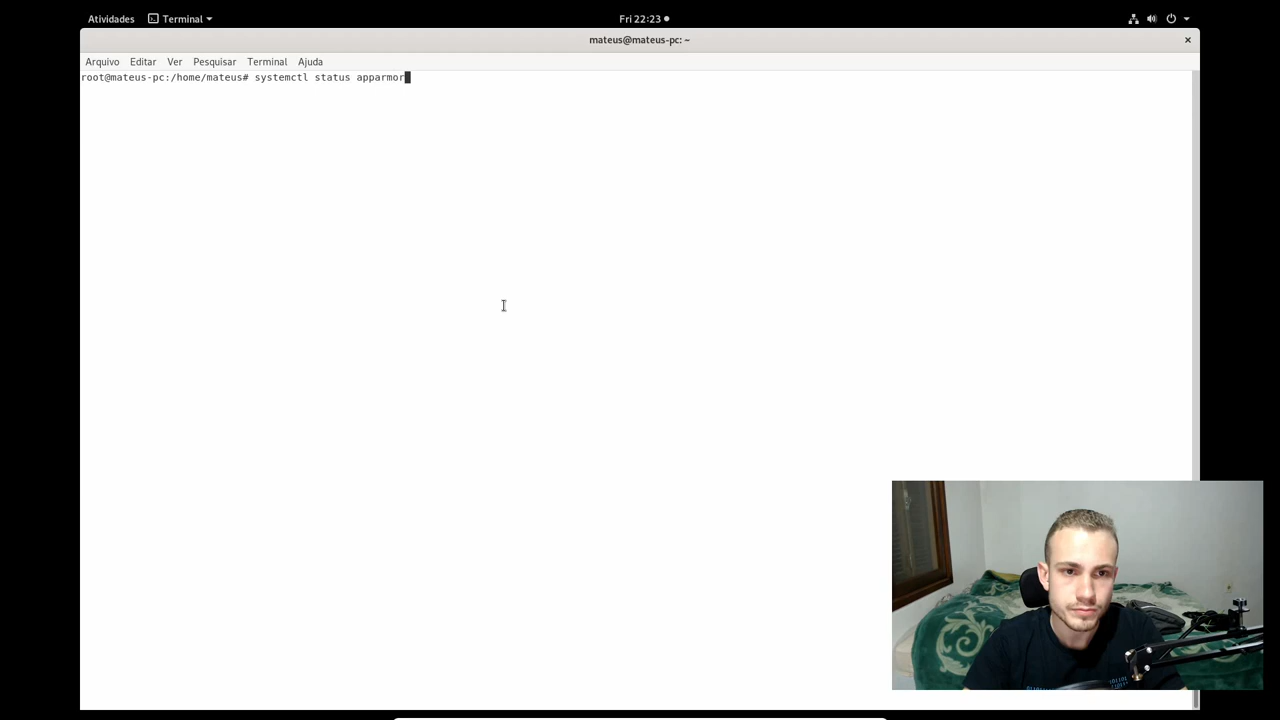 Atividades Terminal Fri 22:23
mateus@mateus-pc: ~ ×
Arquivo Editar Ver Pesquisar Terminal Ajuda
root@mateus-pc:/home/mateus# systemctl status apparmor